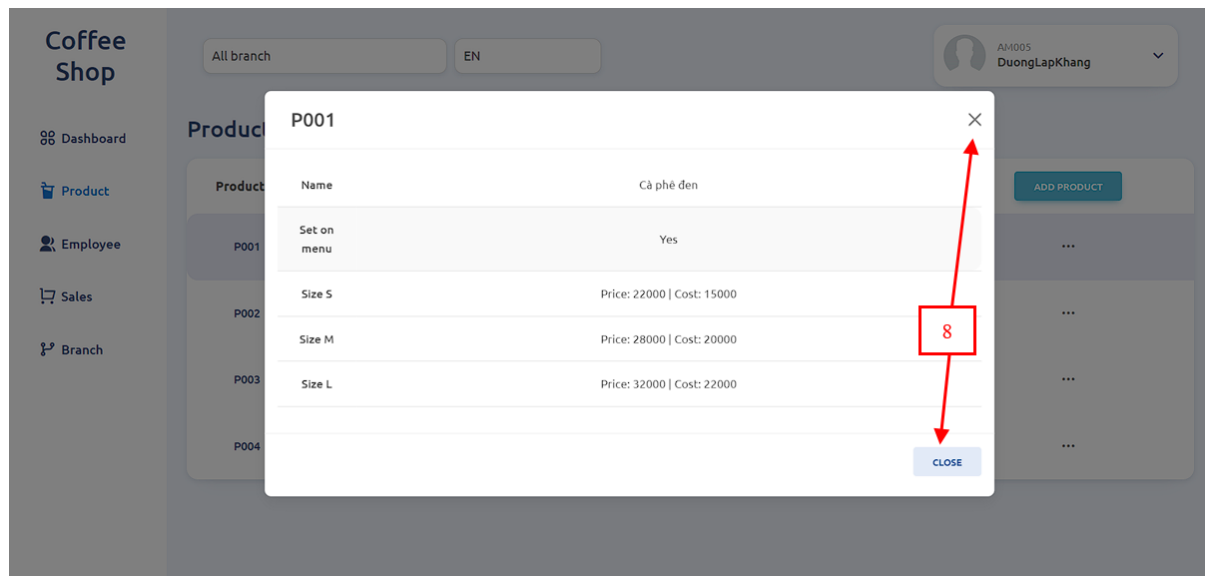 Coffee
Shop
All branch
EN
AM005
DuongLapKhang
Dashboard
Product
Employee
Sales
Branch
Product
Product
ADD PRODUCT
P001
...
P002
...
P003
...
P004
...
P001
Name
Cà phê đen
Set on
menu
Yes
Size S
Price: 22000 | Cost: 15000
Size M
Price: 28000 | Cost: 20000
Size L
Price: 32000 | Cost: 22000
8
CLOSE